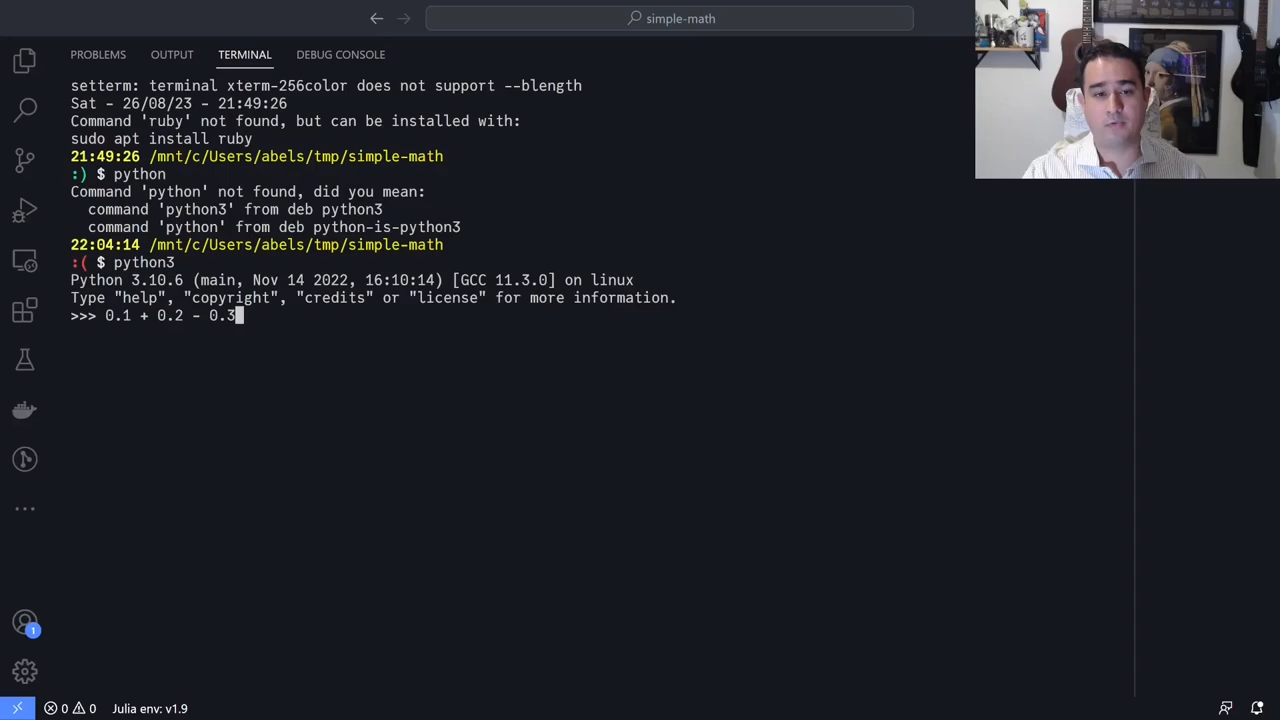 simple-math
PROBLEMS OUTPUT TERMINAL DEBUG CONSOLE
setterm: terminal xterm-256color does not support --blength
Sat - 26/08/23 - 21:49:26
Command 'ruby' not found, but can be installed with:
sudo apt install ruby
21:49:26 /mnt/c/Users/abels/tmp/simple-math
:) $ python
Command 'python' not found, did you mean:
  command 'python3' from deb python3
  command 'python' from deb python-is-python3
22:04:14 /mnt/c/Users/abels/tmp/simple-math
:( $ python3
Python 3.10.6 (main, Nov 14 2022, 16:10:14) [GCC 11.3.0] on linux
Type "help", "copyright", "credits" or "license" for more information.
>>> 0.1 + 0.2 - 0.3
1
0 0 Julia env: v1.9